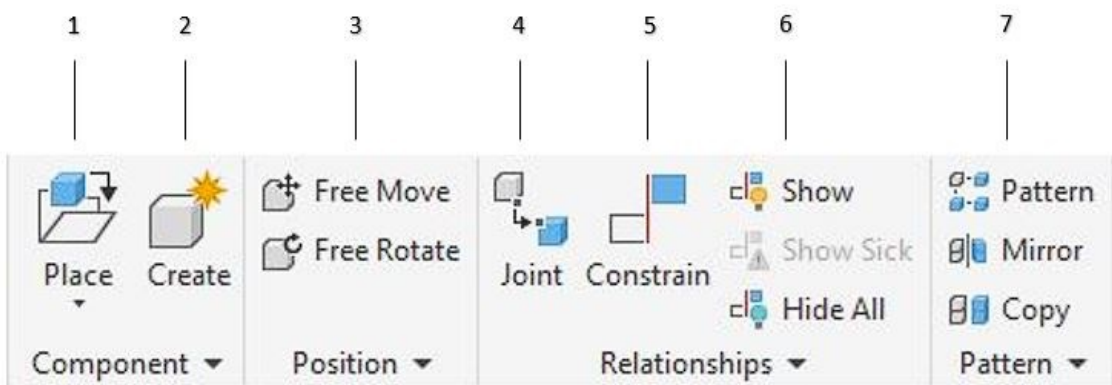 1 2 3 4 5 6 7
Place
Create
Component
Free Move
Free Rotate
Position
Joint
Constrain
Show
Show Sick
Hide All
Relationships
Pattern
Mirror
Copy
Pattern